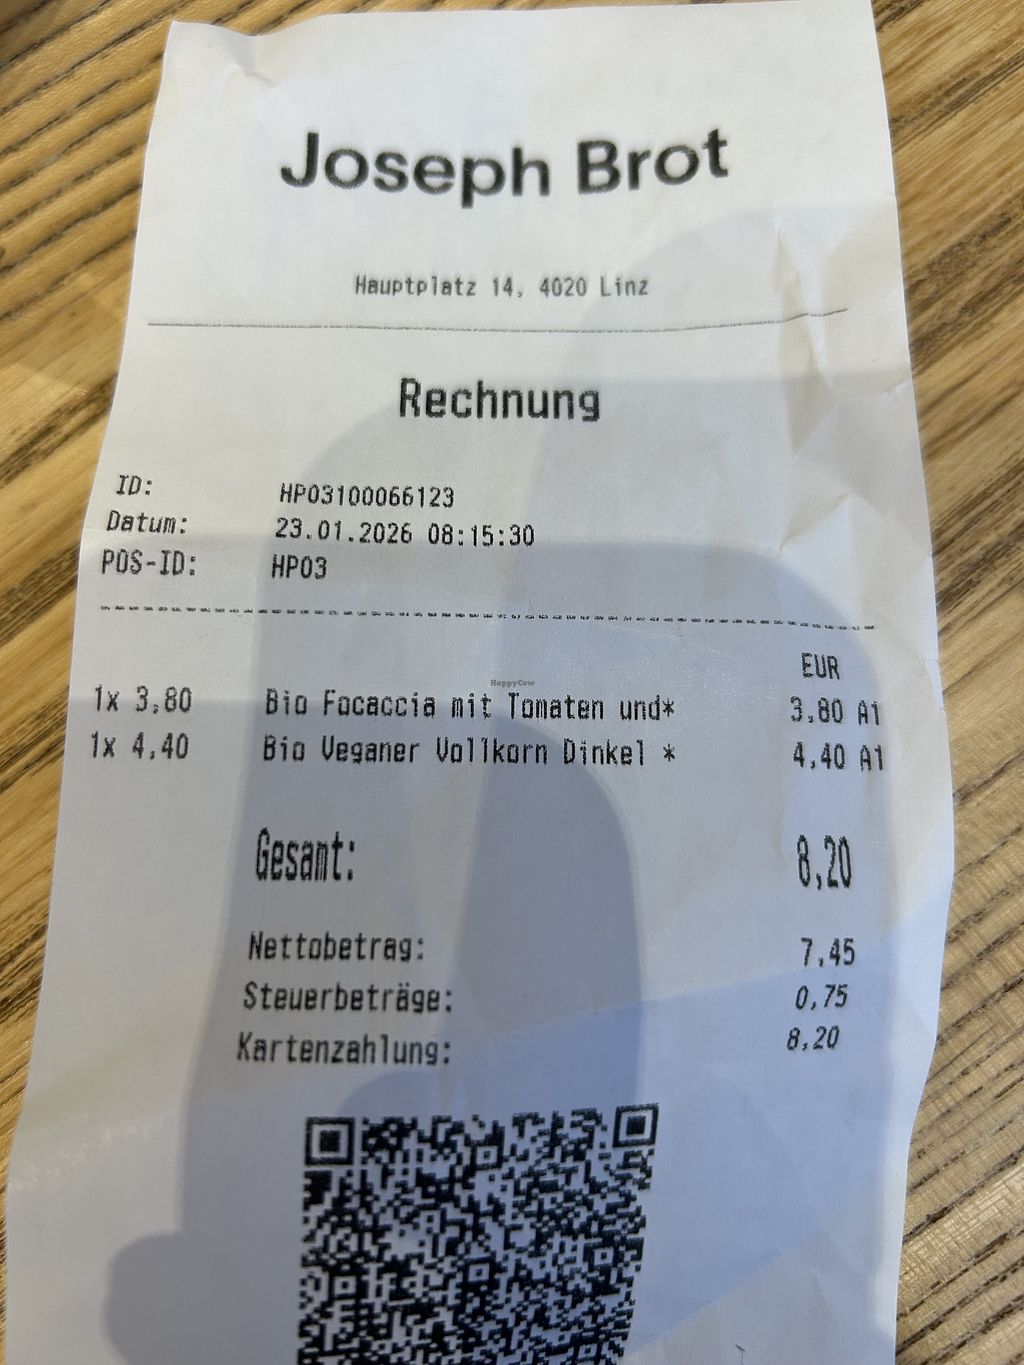 Joseph Brot
Hauptplatz 14, 4020 Linz
Rechnung
ID: HP03100066123
Datum: 23.01.2026 08:15:30
POS-ID: HP03
EUR
1x 3,80 Bio Focaccia mit Tomaten und* 3,80 A1
1x 4,40 Bio Veganer Vollkorn Dinkel * 4,40 A1
Gesamt: 8,20
Nettobetrag: 7,45
Steuerbeträge: 0,75
Kartenzahlung: 8,20
HappyCow